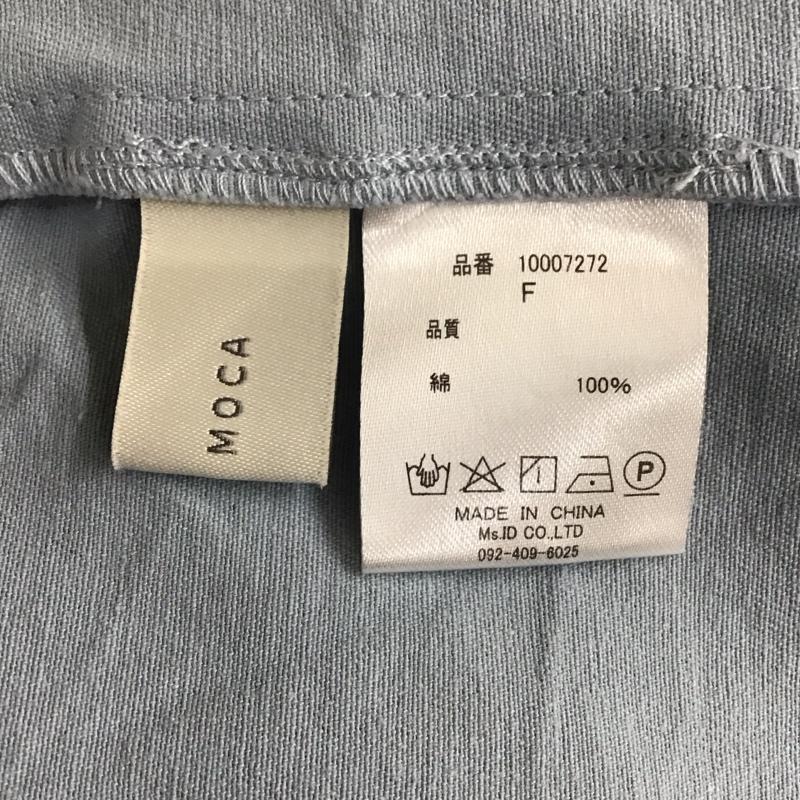 MOCA
品番 10007272
F
品質
綿 100%
P
MADE IN CHINA
Ms.ID CO.,LTD
092-409-6025